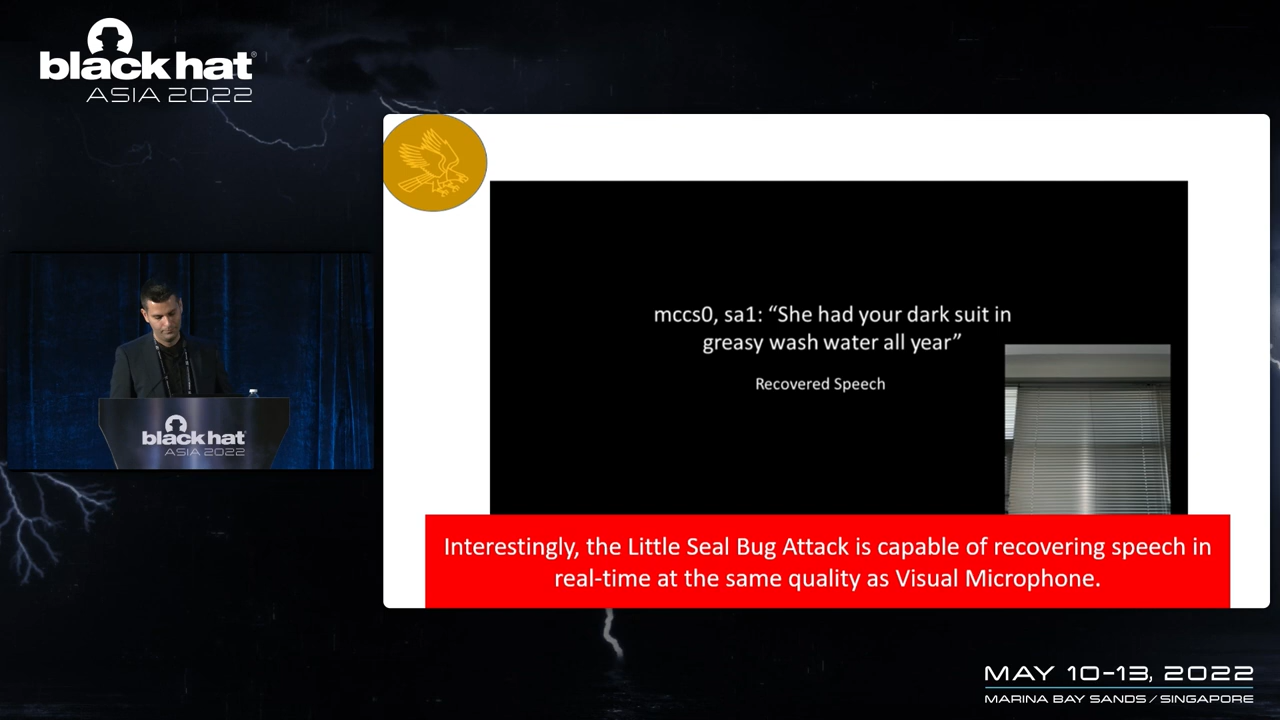 black hat®
ASIA 2022
mccs0, sa1: “She had your dark suit in
greasy wash water all year”
Recovered Speech
Interestingly, the Little Seal Bug Attack is capable of recovering speech in
real-time at the same quality as Visual Microphone.
black hat
ASIA 2022
MAY 10-13, 2022
MARINA BAY SANDS / SINGAPORE